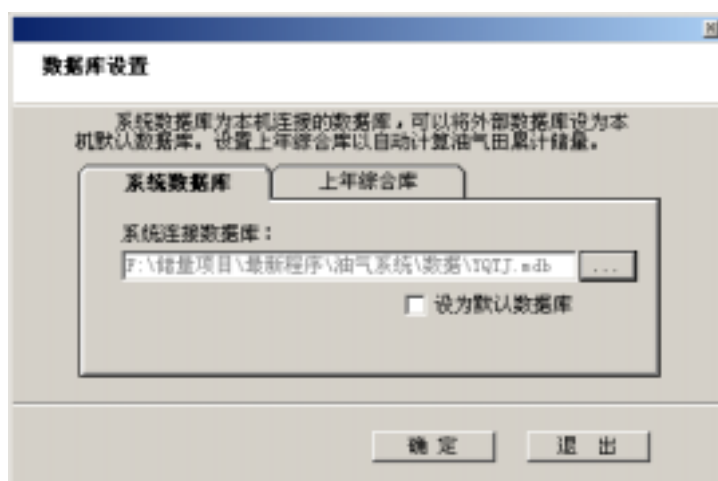 数据库设置
系统数据库为本机连接的数据库，可以将外部数据库设为本
机默认数据库。设置上年综合库以自动计算油气田累计储量。
系统数据库
上年综合库
系统连接数据库：
F:\储量项目\最新程序\油气系统\数据\YQTJ.mdb
...
设为默认数据库
确 定
退 出